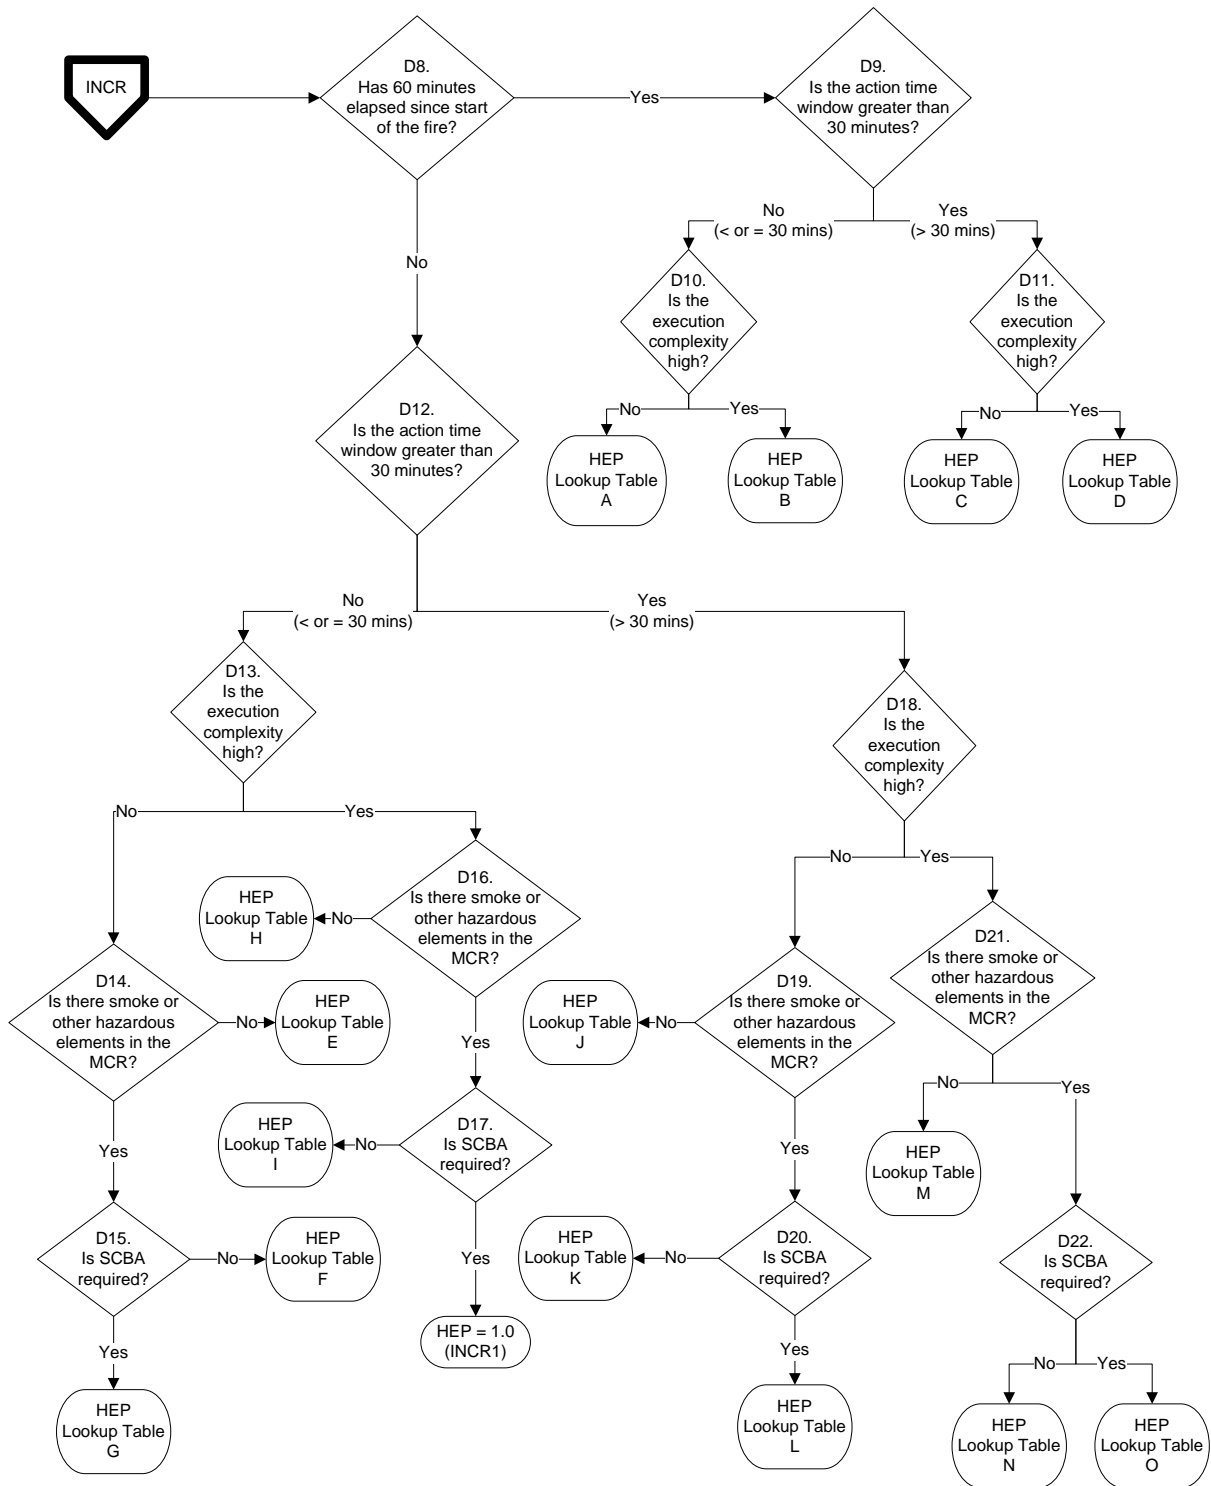 INCR
D8.
Has 60 minutes
elapsed since start
of the fire?
Yes
D9.
Is the action time
window greater than
30 minutes?
No
(< or = 30 mins)
Yes
(> 30 mins)
No
D10.
Is the
execution
complexity
high?
D11.
Is the
execution
complexity
high?
No
Yes
No
Yes
HEP
Lookup Table
A
HEP
Lookup Table
B
HEP
Lookup Table
C
HEP
Lookup Table
D
D12.
Is the action time
window greater than
30 minutes?
No
(< or = 30 mins)
Yes
(> 30 mins)
D13.
Is the
execution
complexity
high?
No
Yes
D16.
Is there smoke or
other hazardous
elements in the
MCR?
No
HEP
Lookup Table
H
D14.
Is there smoke or
other hazardous
elements in the
MCR?
No
HEP
Lookup Table
E
Yes
Yes
D17.
Is SCBA
required?
No
HEP
Lookup Table
I
D15.
Is SCBA
required?
No
HEP
Lookup Table
F
Yes
HEP = 1.0
(INCR1)
Yes
HEP
Lookup Table
G
D18.
Is the
execution
complexity
high?
No
Yes
D19.
Is there smoke or
other hazardous
elements in the
MCR?
No
HEP
Lookup Table
J
D21.
Is there smoke or
other hazardous
elements in the
MCR?
No
Yes
HEP
Lookup Table
M
Yes
D20.
Is SCBA
required?
No
HEP
Lookup Table
K
Yes
HEP
Lookup Table
L
D22.
Is SCBA
required?
No
Yes
HEP
Lookup Table
N
HEP
Lookup Table
O